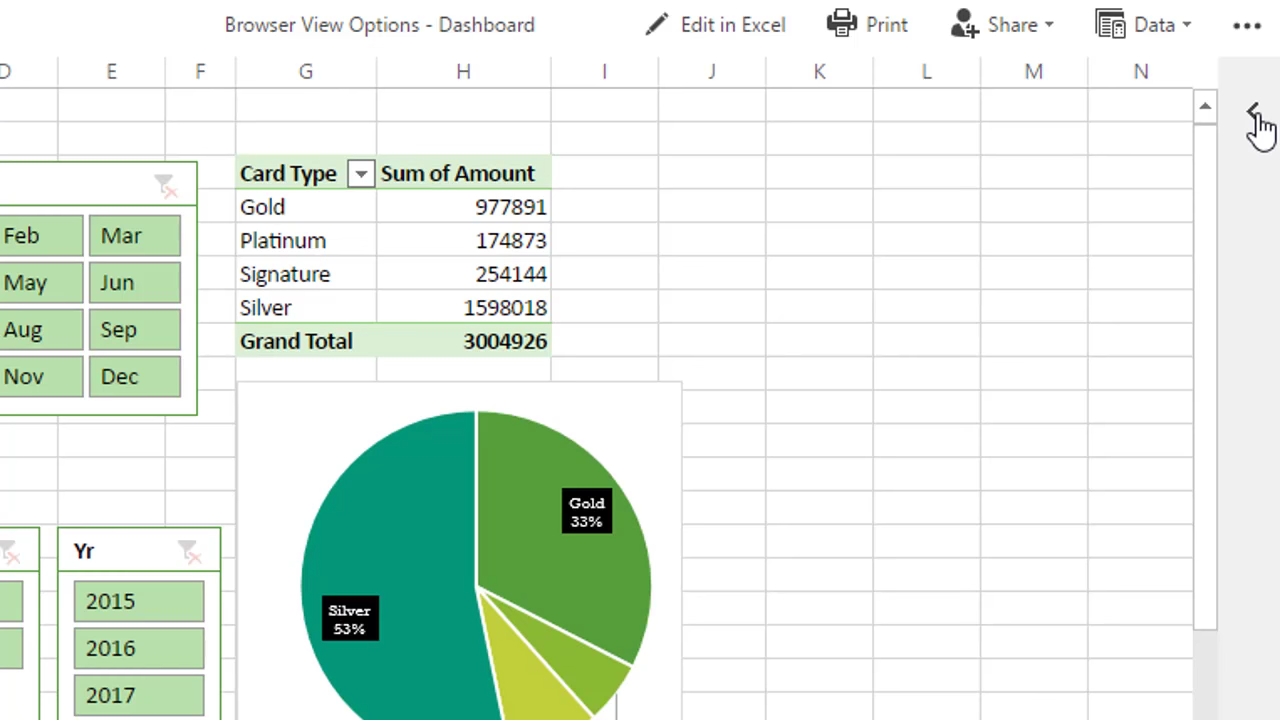 Browser View Options - Dashboard
Edit in Excel
Print
Share
Data
D E F G H I J K L M N
Card Type Sum of Amount
Gold 977891
Platinum 174873
Signature 254144
Silver 1598018
Grand Total 3004926
Feb Mar
May Jun
Aug Sep
Nov Dec
Gold
33%
Silver
53%
Yr
2015
2016
2017